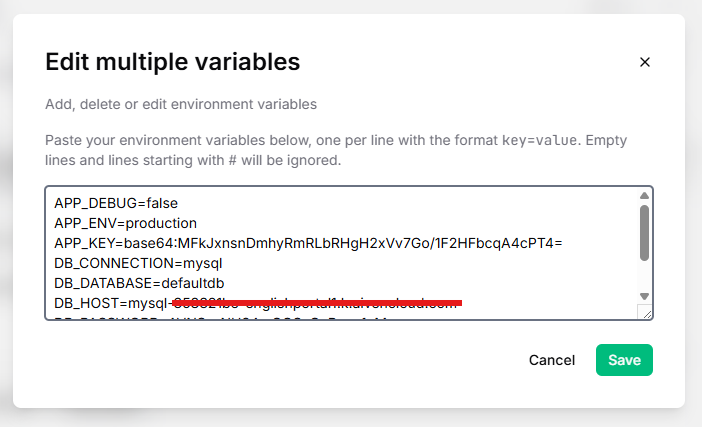 Edit multiple variables
Add, delete or edit environment variables
Paste your environment variables below, one per line with the format key=value. Empty
lines and lines starting with # will be ignored.
APP_DEBUG=false
APP_ENV=production
APP_KEY=base64:MFkJxnsnDmhyRmRLbRHgH2xVv7Go/1F2HFbcqA4cPT4=
DB_CONNECTION=mysql
DB_DATABASE=defaultdb
DB_HOST=mysql-
Cancel
Save